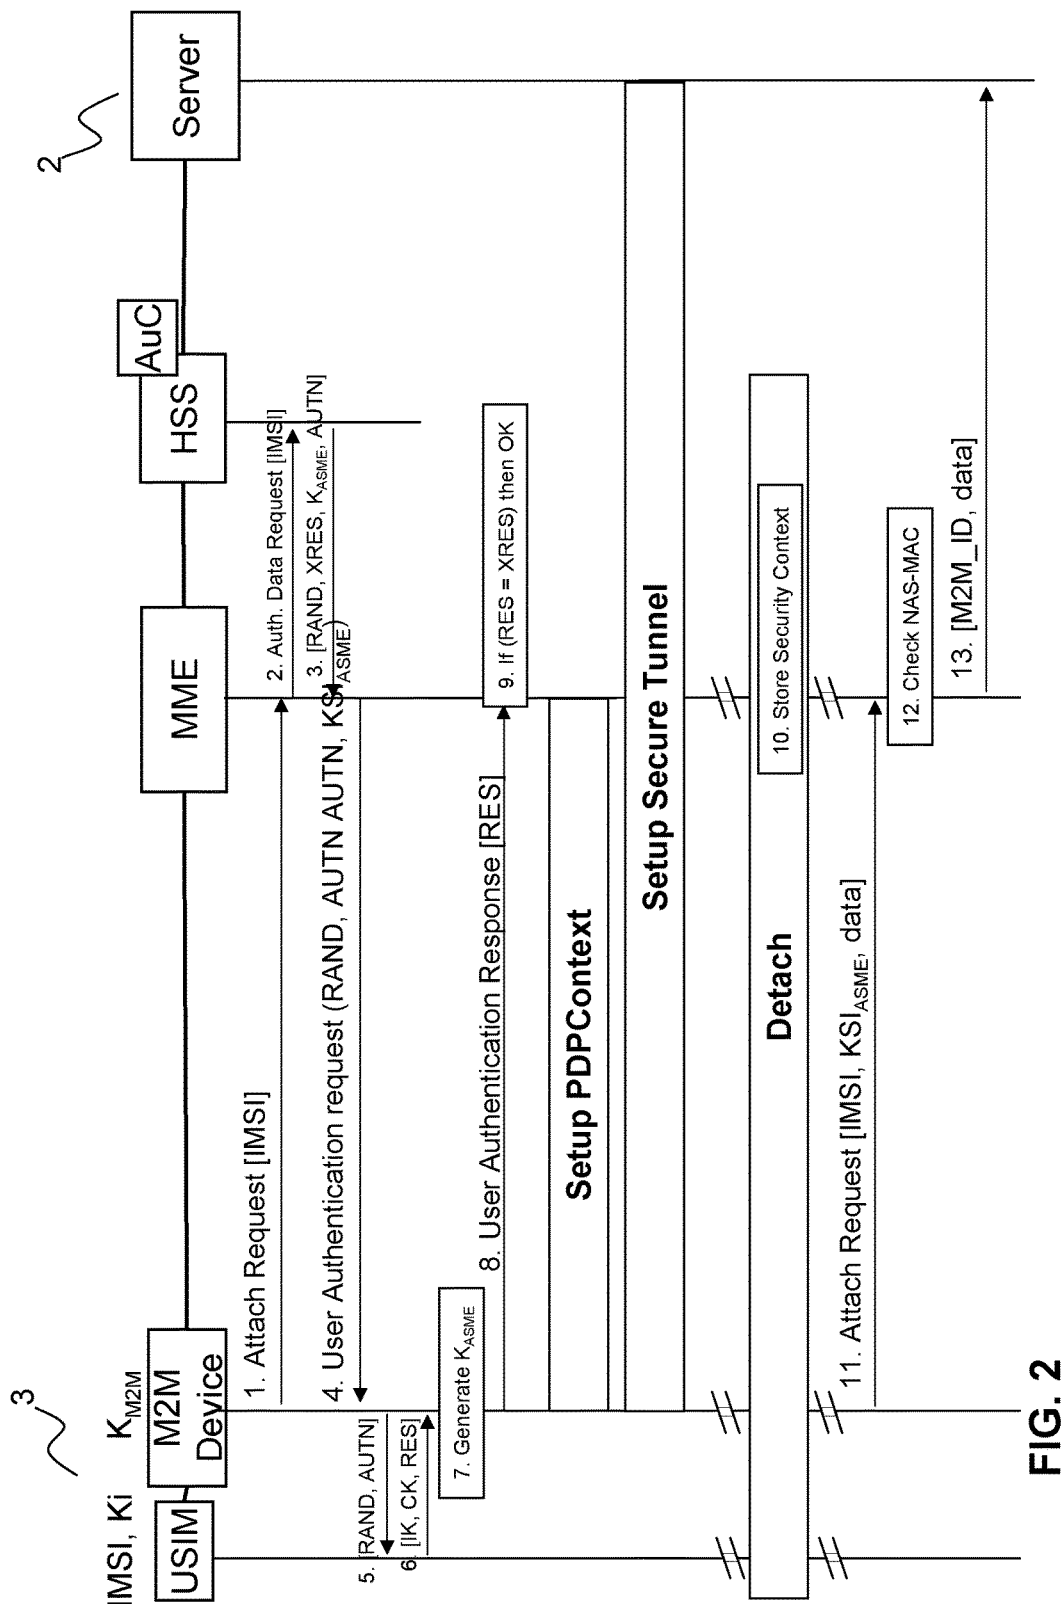 3
2
IMSI, Ki
K_M2M
USIM
M2M
Device
MME
HSS
AuC
Server
1. Attach Request [IMSI]
2. Auth. Data Request [IMSI]
3. [RAND, XRES, K_ASME, AUTN]
4. User Authentication request (RAND, AUTN AUTN, KSI_ASME)
5. [RAND, AUTN]
6. [IK, CK, RES]
7. Generate K_ASME
8. User Authentication Response [RES]
9. If (RES = XRES) then OK
Setup PDPContext
Setup Secure Tunnel
Detach
10. Store Security Context
11. Attach Request [IMSI, KSI_ASME, data]
12. Check NAS-MAC
13. [M2M_ID, data]
FIG. 2